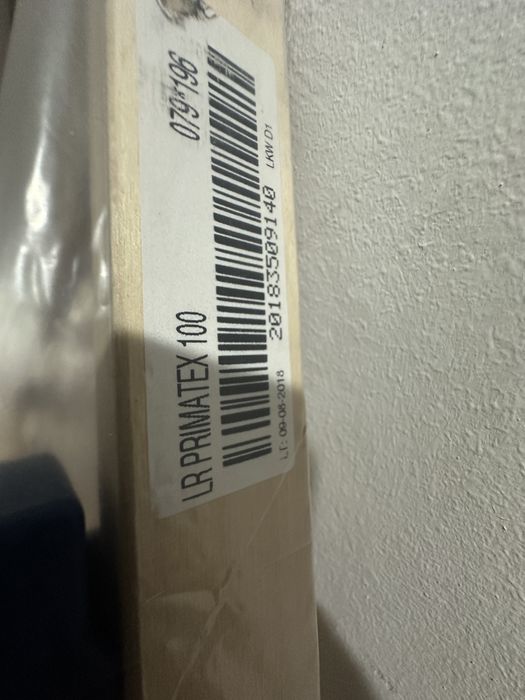 LR PRIMATEX 100
079*196
20183509140
LKW D1
LT: 09-08-2018